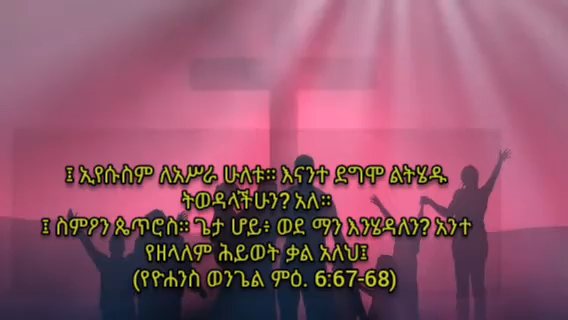 ፤ ኢየሱስም ለአሥራ ሁለቱ። እናንተ ደግሞ ልትሄዱ
ትወዳላችሁን? አለ።
፤ ስምዖን ጴጥሮስ። ጌታ ሆይ፥ ወደ ማን እንሄዳለን? አንተ
የዘላለም ሕይወት ቃል አለህ፤
(የዮሐንስ ወንጌል ምዕ. 6:67-68)